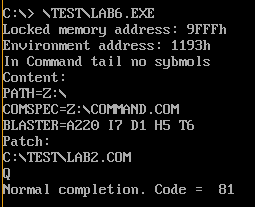 C:\> \TEST\LAB6.EXE
Locked memory address: 9FFFh
Environment address: 1193h
In Command tail no sybmols
Content:
PATH=Z:\
COMSPEC=Z:\COMMAND.COM
BLASTER=A220 I7 D1 H5 T6
Patch:
C:\TEST\LAB2.COM
Q
Normal completion. Code =  81